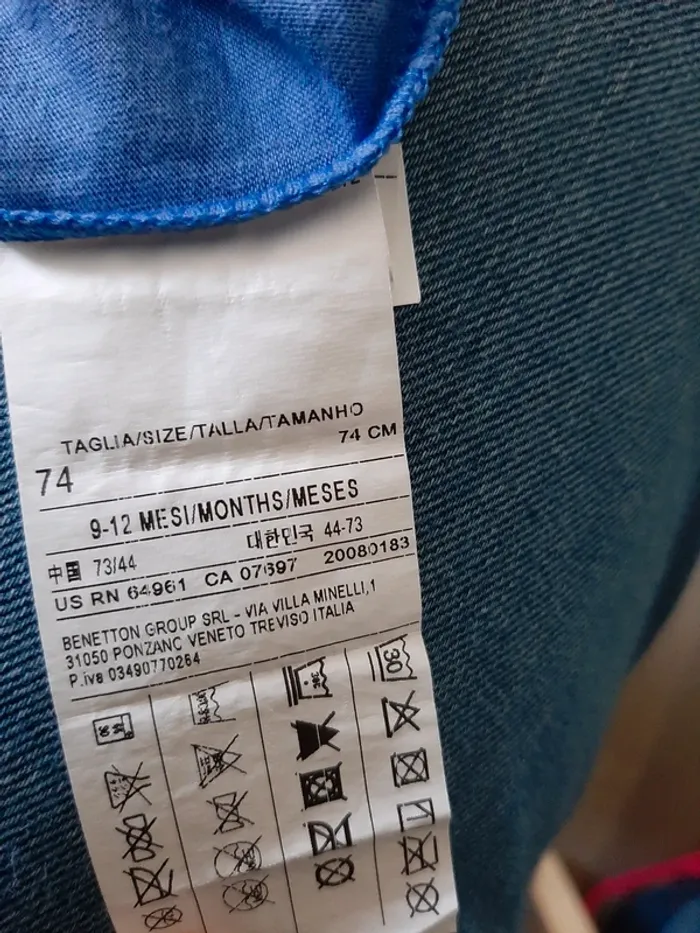 TAGLIA/SIZE/TALLA/TAMANHO
74 74 CM
9-12 MESI/MONTHS/MESES
中国 73/44 대한민국 44-73
US RN 64961 CA 07697 20080183
BENETTON GROUP SRL - VIA VILLA MINELLI,1
31050 PONZANO VENETO TREVISO ITALIA
P.iva 03490770264
30